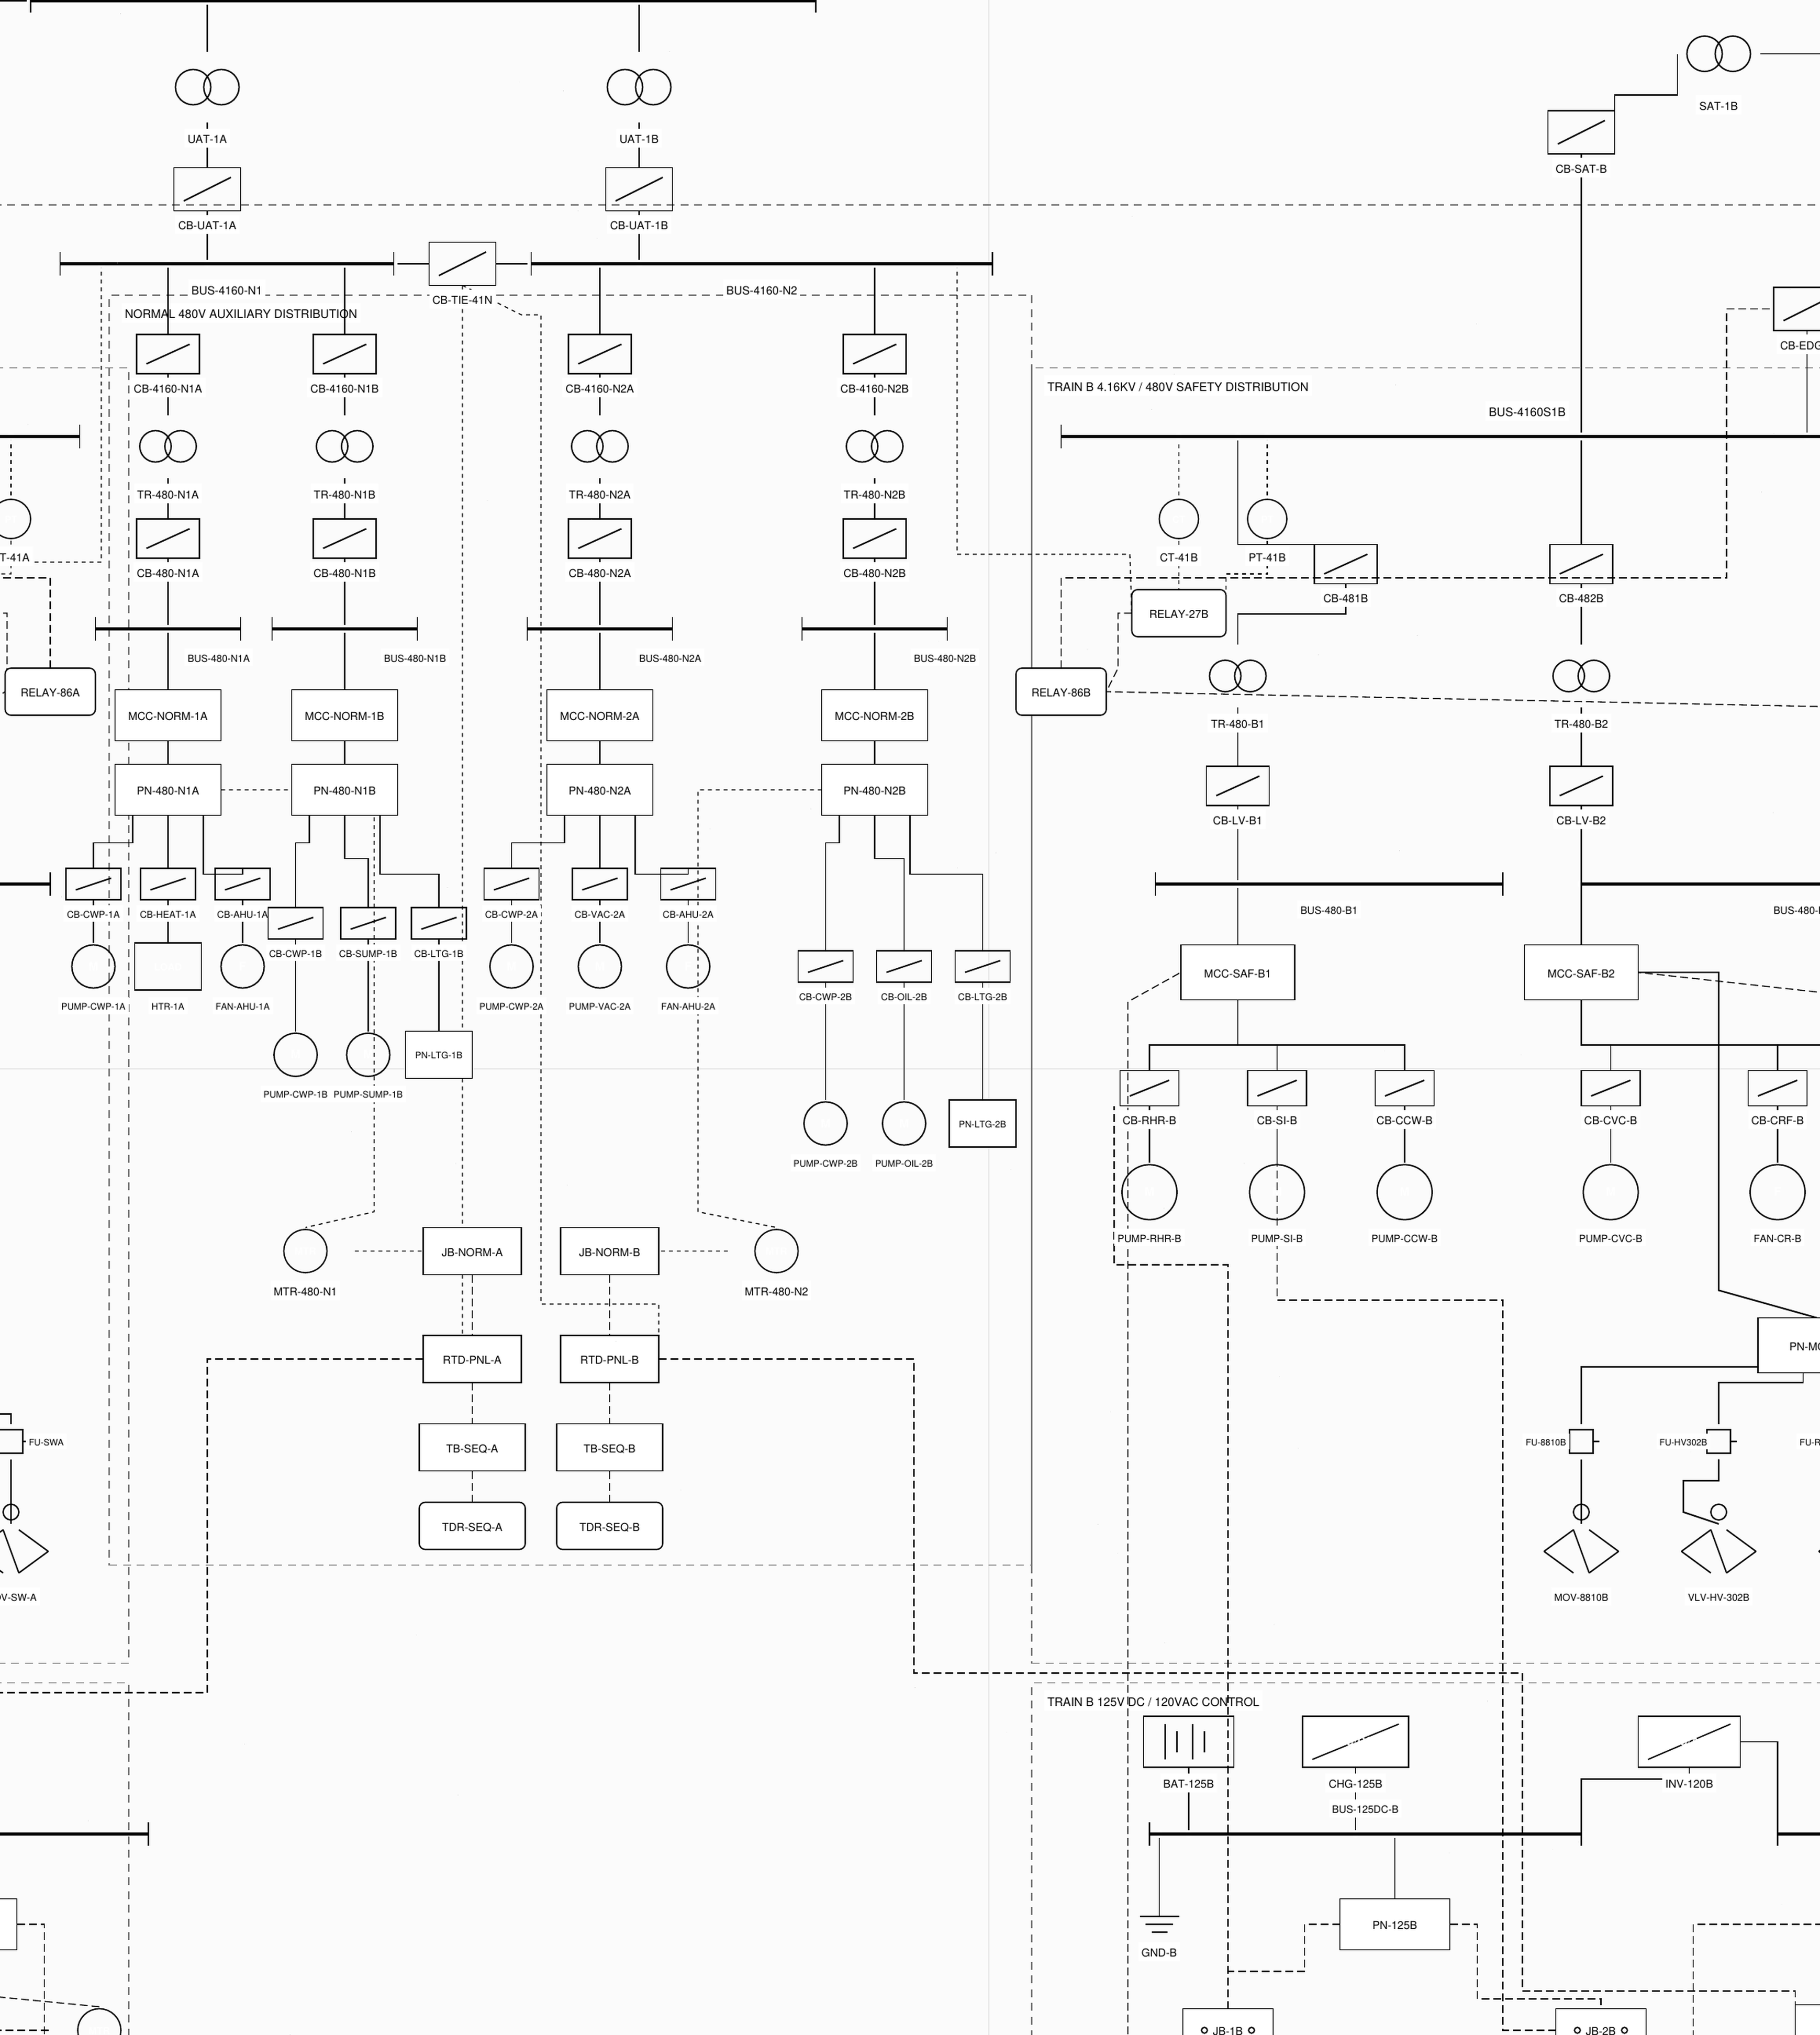 SAT-1B
UAT-1A
UAT-1B
CB-SAT-B
CB-UAT-1A
CB-UAT-1B
BUS-4160-N1
CB-TIE-41N
BUS-4160-N2
NORMAL 480V AUXILIARY DISTRIBUTION
CB-EDG
CB-4160-N1A
CB-4160-N1B
CB-4160-N2A
CB-4160-N2B
TRAIN B 4.16KV / 480V SAFETY DISTRIBUTION
BUS-4160S1B
TR-480-N1A
TR-480-N1B
TR-480-N2A
TR-480-N2B
T-41A
CT-41B
PT-41B
CB-480-N1A
CB-480-N1B
CB-480-N2A
CB-480-N2B
CB-481B
CB-482B
RELAY-27B
BUS-480-N1A
BUS-480-N1B
BUS-480-N2A
BUS-480-N2B
RELAY-86A
RELAY-86B
MCC-NORM-1A
MCC-NORM-1B
MCC-NORM-2A
MCC-NORM-2B
TR-480-B1
TR-480-B2
PN-480-N1A
PN-480-N1B
PN-480-N2A
PN-480-N2B
CB-LV-B1
CB-LV-B2
CB-CWP-1A
CB-HEAT-1A
CB-AHU-1A
CB-CWP-2A
CB-VAC-2A
CB-AHU-2A
BUS-480-B1
BUS-480-
CB-CWP-1B
CB-SUMP-1B
CB-LTG-1B
MCC-SAF-B1
MCC-SAF-B2
CB-CWP-2B
CB-OIL-2B
CB-LTG-2B
PUMP-CWP-1A
HTR-1A
FAN-AHU-1A
PUMP-CWP-2A
PUMP-VAC-2A
FAN-AHU-2A
PN-LTG-1B
PUMP-CWP-1B
PUMP-SUMP-1B
PN-LTG-2B
CB-RHR-B
CB-SI-B
CB-CCW-B
CB-CVC-B
CB-CRF-B
PUMP-CWP-2B
PUMP-OIL-2B
PUMP-RHR-B
PUMP-SI-B
PUMP-CCW-B
PUMP-CVC-B
FAN-CR-B
JB-NORM-A
JB-NORM-B
MTR-480-N1
MTR-480-N2
PN-M
RTD-PNL-A
RTD-PNL-B
FU-SWA
TB-SEQ-A
TB-SEQ-B
FU-8810B
FU-HV302B
FU-R
TDR-SEQ-A
TDR-SEQ-B
V-SW-A
MOV-8810B
VLV-HV-302B
TRAIN B 125V DC / 120VAC CONTROL
BAT-125B
CHG-125B
INV-120B
BUS-125DC-B
PN-125B
GND-B
JB-1B
JB-2B